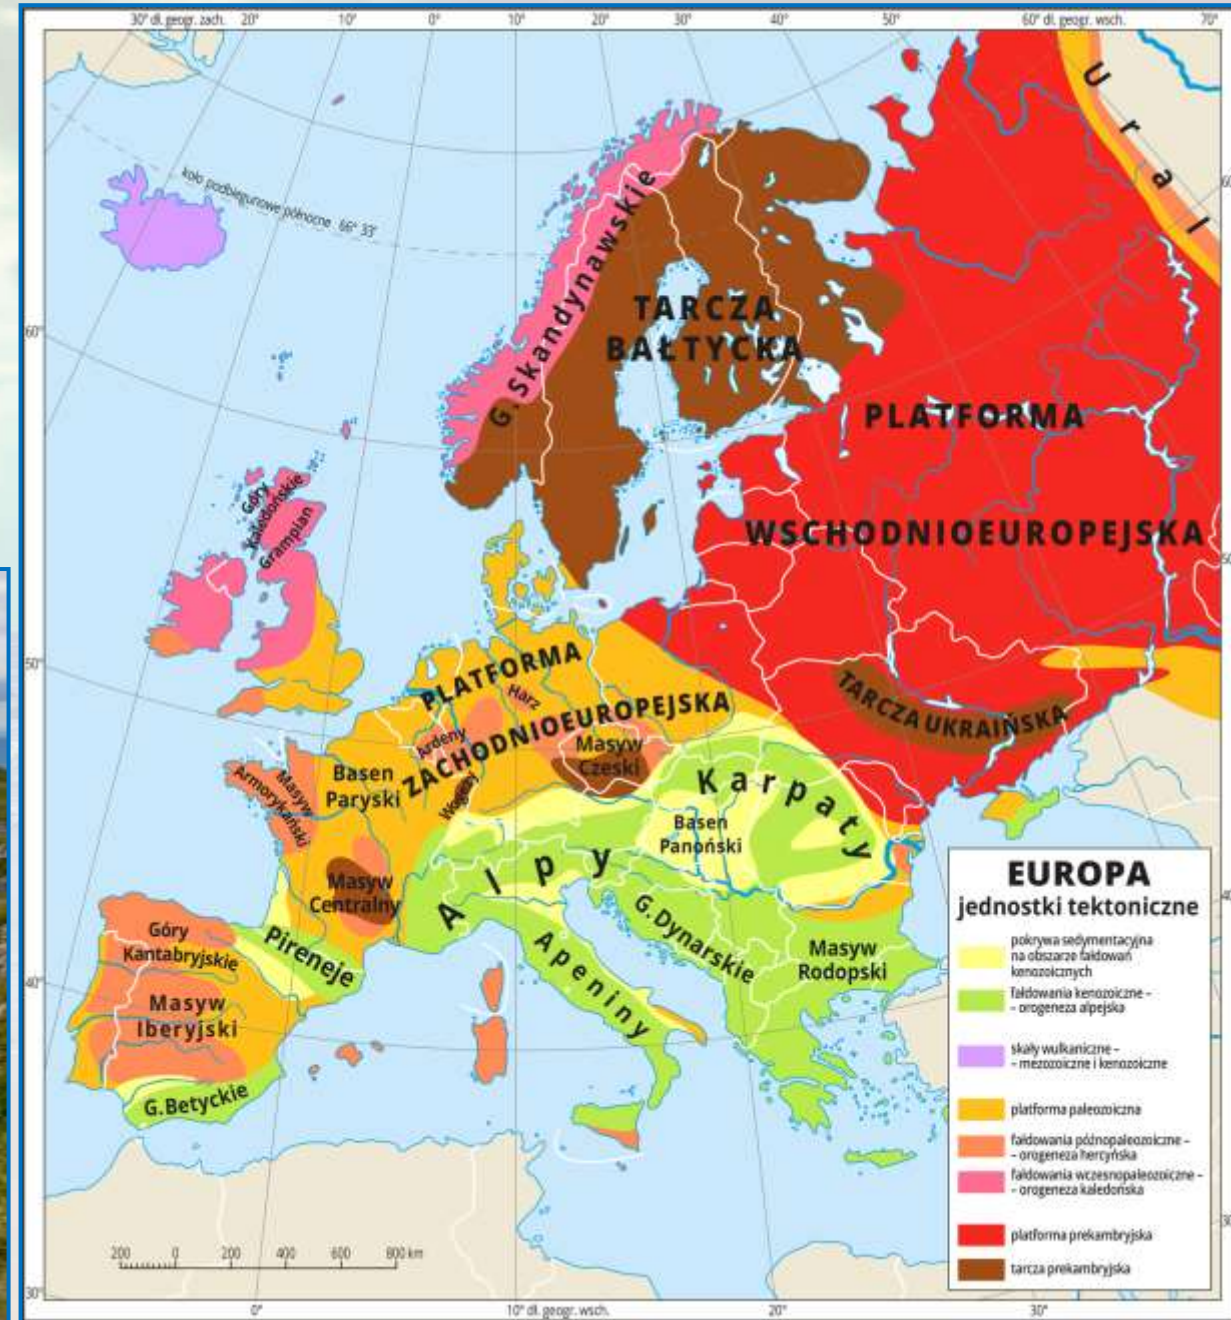 30° dł. geogr. zach.
20°
10°
0°
10°
20°
30°
40°
50°
60° dł. geogr. wsch.
70°
Ural
koło podbiegunowe północne 66° 33'
G. Skandynawskie
TARCZA
BAŁTYCKA
60°
PLATFORMA
WSCHODNIOEUROPEJSKA
Góry
Kaledońskie
Grampian
50°
PLATFORMA
ZACHODNIOEUROPEJSKA
Harz
Ardeny
Masyw
Czeski
TARCZA UKRAIŃSKA
Basen
Paryski
Wogezy
Masyw
Armorykański
Karpaty
Basen
Panoński
Masyw
Centralny
Alpy
Góry
Kantabryjskie
Pireneje
Apeniny
G. Dynarskie
Masyw
Rodopski
40°
Masyw
Iberyjski
G. Betyckie
EUROPA
jednostki tektoniczne
pokrywa sedymentacyjna
na obszarze fałdowań
kenozoicznych
fałdowania kenozoiczne –
– orogeneza alpejska
skały wulkaniczne –
– mezozoiczne i kenozoiczne
platforma paleozoiczna
fałdowania późnopaleozoiczne –
– orogeneza hercyńska
fałdowania wczesnopaleozoiczne –
– orogeneza kaledońska
platforma prekambryjska
tarcza prekambryjska
200 0 200 400 600 800 km
30°
0°
10° dł. geogr. wsch.
20°
30°